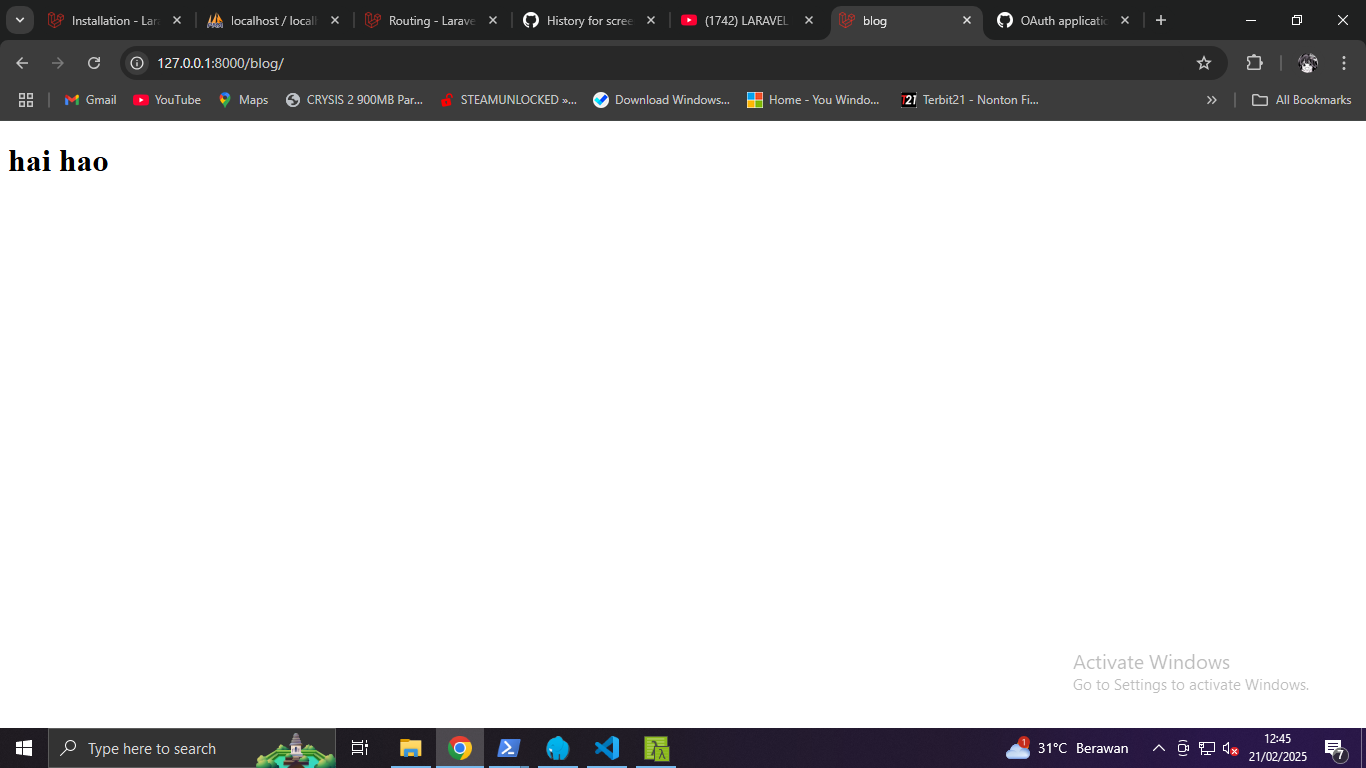 Installation - Lar
localhost / locall
Routing - Larave
History for scree
(1742) LARAVEL
blog
OAuth applicatio
127.0.0.1:8000/blog/
Gmail
YouTube
Maps
CRYSIS 2 900MB Par...
STEAMUNLOCKED »...
Download Windows...
Home - You Windo...
T21
Terbit21 - Nonton Fi...
All Bookmarks
hai hao
Activate Windows
Go to Settings to activate Windows.
Type here to search
1
31°C Berawan
12:45
21/02/2025
7